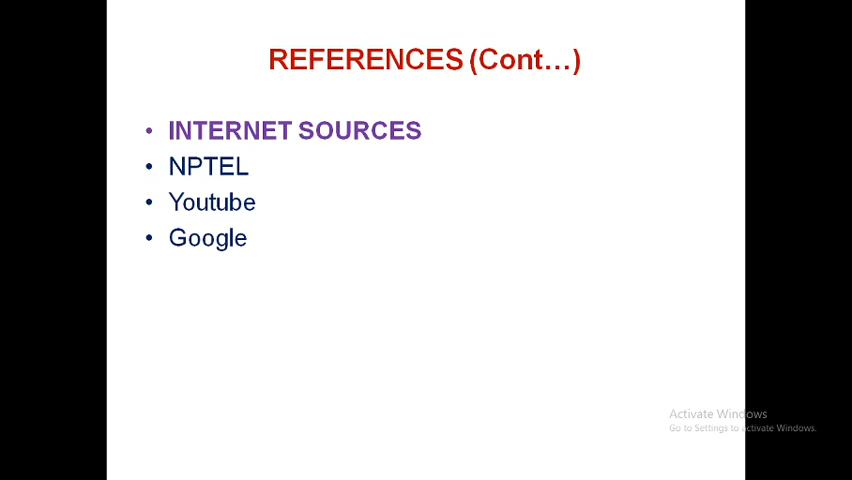 REFERENCES (Cont…)
• INTERNET SOURCES
• NPTEL
• Youtube
• Google
Activate Windows
Go to Settings to activate Windows.